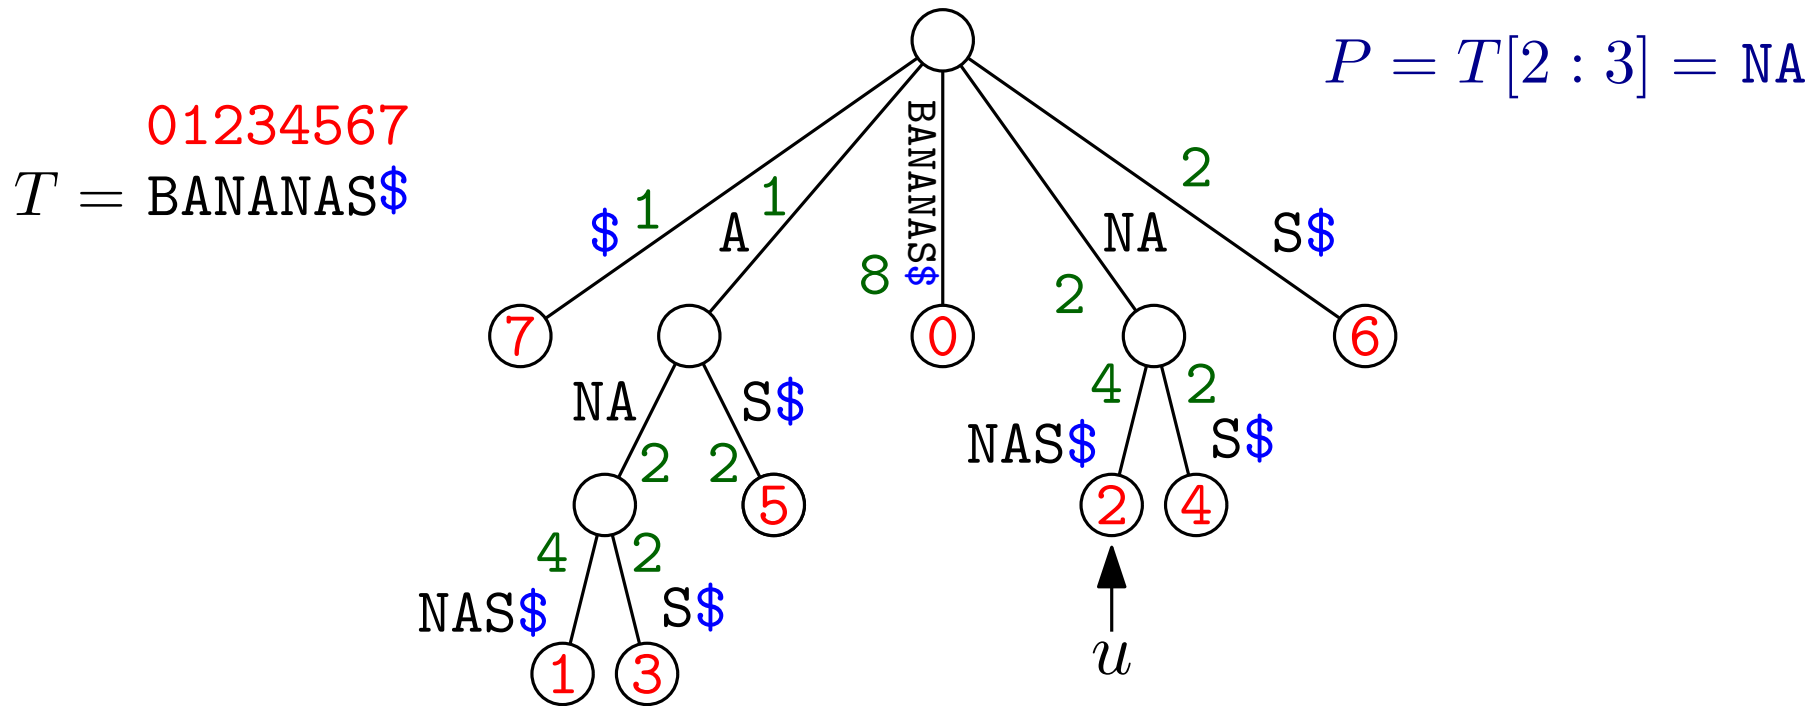 P = T[2 : 3] = NA
01234567
T = BANANAS$
$ 1
A 1
BANANAS$
8
NA
2
2
S$
7
0
6
NA
2
S$
2
4
NAS$
2
S$
5
2
4
4
NAS$
2
S$
1
3
u